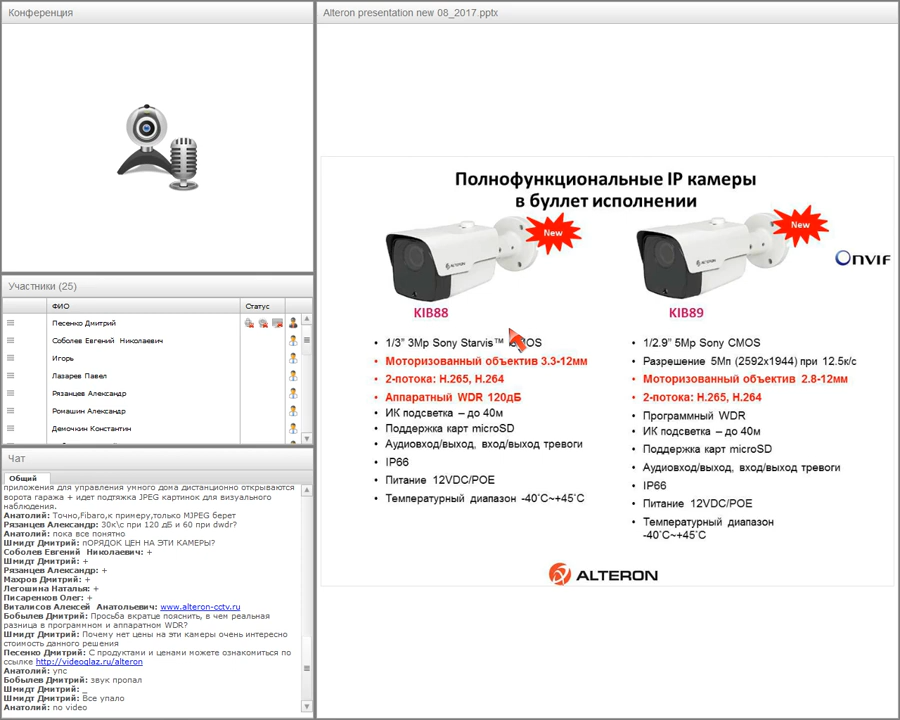 Конференция
Участники (25)
ФИО
Статус
Песенко Дмитрий
Соболев Евгений Николаевич
Игорь
Лазарев Павел
Рязанцев Александр
Ромашин Александр
Демочкин Константин
Чат
Общий
приложения для управления умного дома дистанционно открываются
ворота гаража + идет подтяжка JPEG картинок для визуального
наблюдения.
Анатолий: Точно,Fibaro,к примеру,только MJPEG берет
Рязанцев Александр: 30к\с при 120 дБ и 60 при dwdr?
Анатолий: пока все понятно
Шмидт Дмитрий: пОРЯДОК ЦЕН НА ЭТИ КАМЕРЫ?
Соболев Евгений Николаевич: +
Шмидт Дмитрий: +
Рязанцев Александр: +
Махров Дмитрий: +
Легошина Наталья: +
Писаренков Олег: +
Виталисов Алексей Анатольевич: www.alteron-cctv.ru
Бобылев Дмитрий: Просьба вкратце пояснить, в чем реальная
разница в программном и аппаратном WDR?
Шмидт Дмитрий: Почему нет цены на эти камеры очень интересно
стоимость данного решения
Песенко Дмитрий: С продуктами и ценами можете ознакомиться по
ссылке http://videoglaz.ru/alteron
Анатолий: упс
Бобылев Дмитрий: звук пропал
Шмидт Дмитрий: _
Шмидт Дмитрий: Все упало
Анатолий: no video
Alteron presentation new 08_2017.pptx
Полнофункциональные IP камеры
в буллет исполнении
New
ALTERON
KIB88
• 1/3" 3Mp Sony Starvis™ CMOS
• Моторизованный объектив 3.3-12мм
• 2-потока: H.265, H.264
• Аппаратный WDR 120дБ
• ИК подсветка – до 40м
• Поддержка карт microSD
• Аудиовход/выход, вход/выход тревоги
• IP66
• Питание 12VDC/POE
• Температурный диапазон -40˚C~+45˚C
New
ALTERON
KIB89
ONVIF
• 1/2.9" 5Mp Sony CMOS
• Разрешение 5Мп (2592x1944) при 12.5к/с
• Моторизованный объектив 2.8-12мм
• 2-потока: H.265, H.264
• Программный WDR
• ИК подсветка – до 40м
• Поддержка карт microSD
• Аудиовход/выход, вход/выход тревоги
• IP66
• Питание 12VDC/POE
• Температурный диапазон
-40˚C~+45˚C
ALTERON